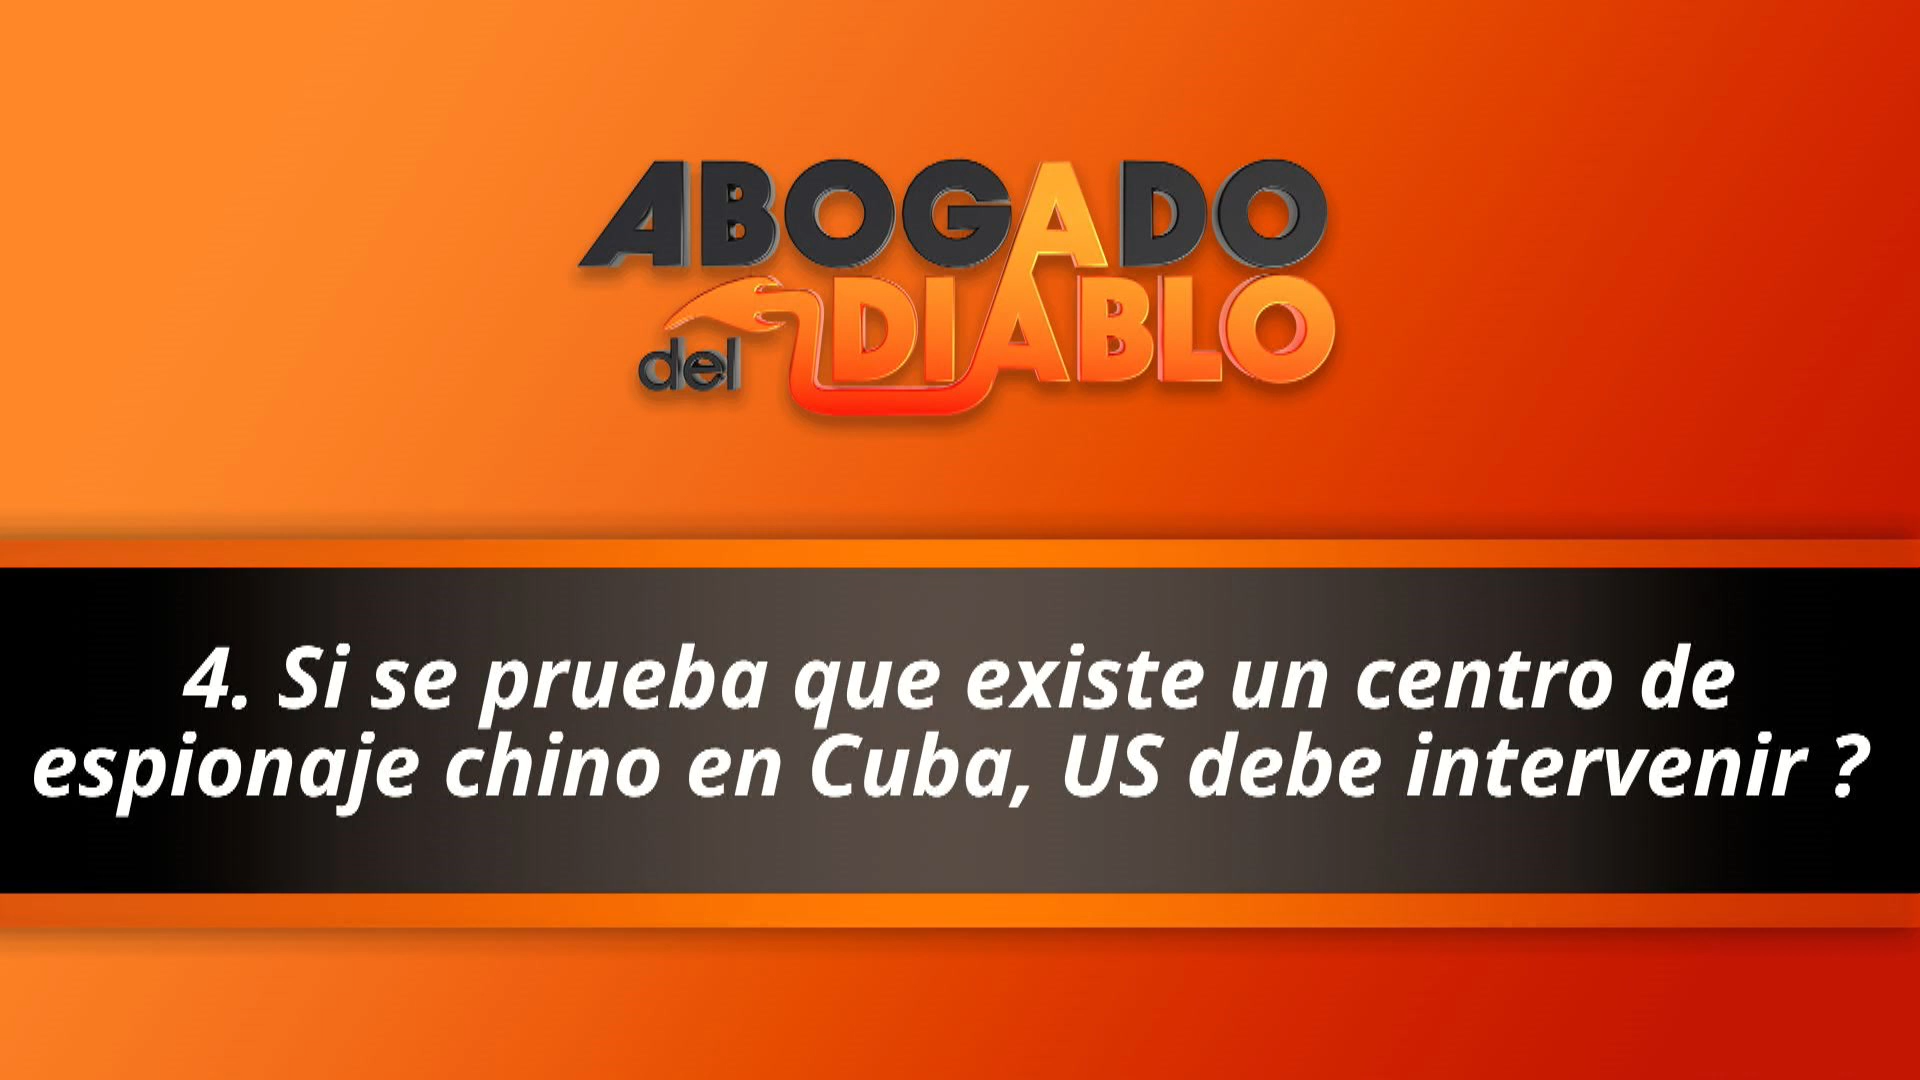 ABOGADO
del DIABLO
4. Si se prueba que existe un centro de
espionaje chino en Cuba, US debe intervenir ?